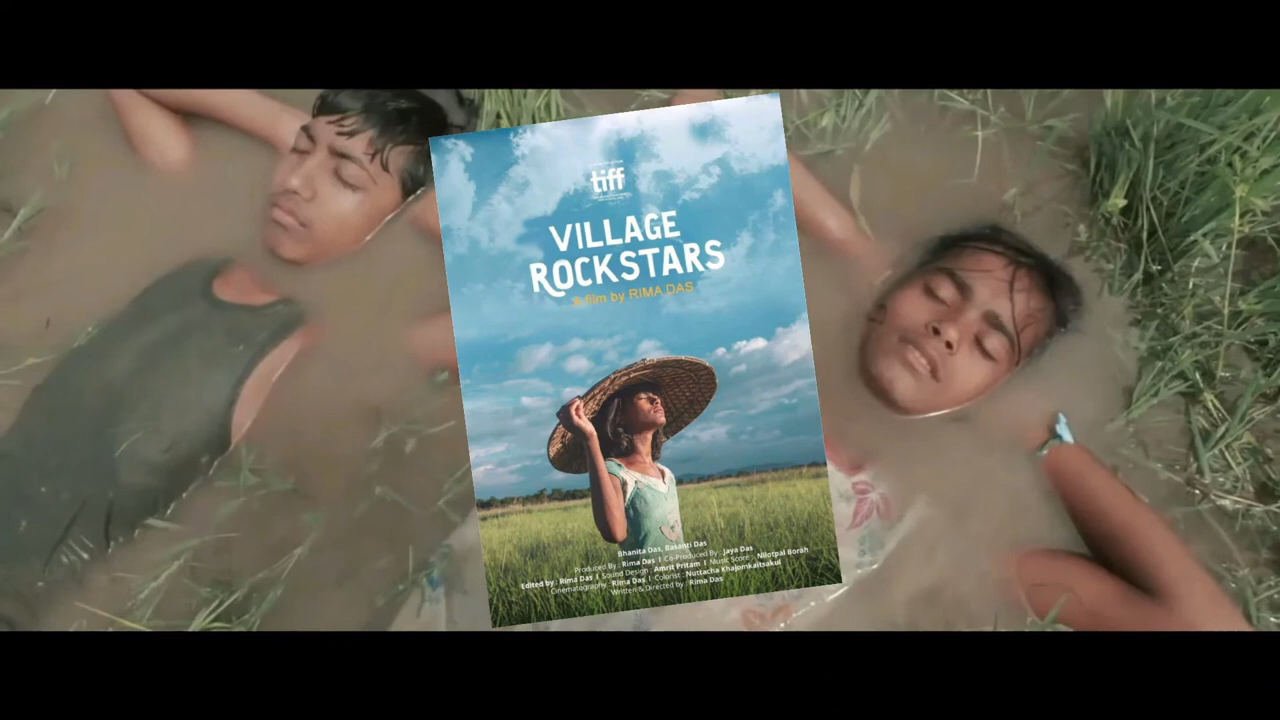 tiff
VILLAGE
ROCKSTARS
a film by RIMA DAS
Bhanita Das, Basanti Das
Produced By : Rima Das I Co-Produced By : Jaya Das
Edited by : Rima Das I Sound Design : Amrit Pritam I Music Score : Nilotpal Borah
Cinematography : Rima Das I Colorist : Nuttacha Khajornkaitsakul
Written & Directed by : Rima Das